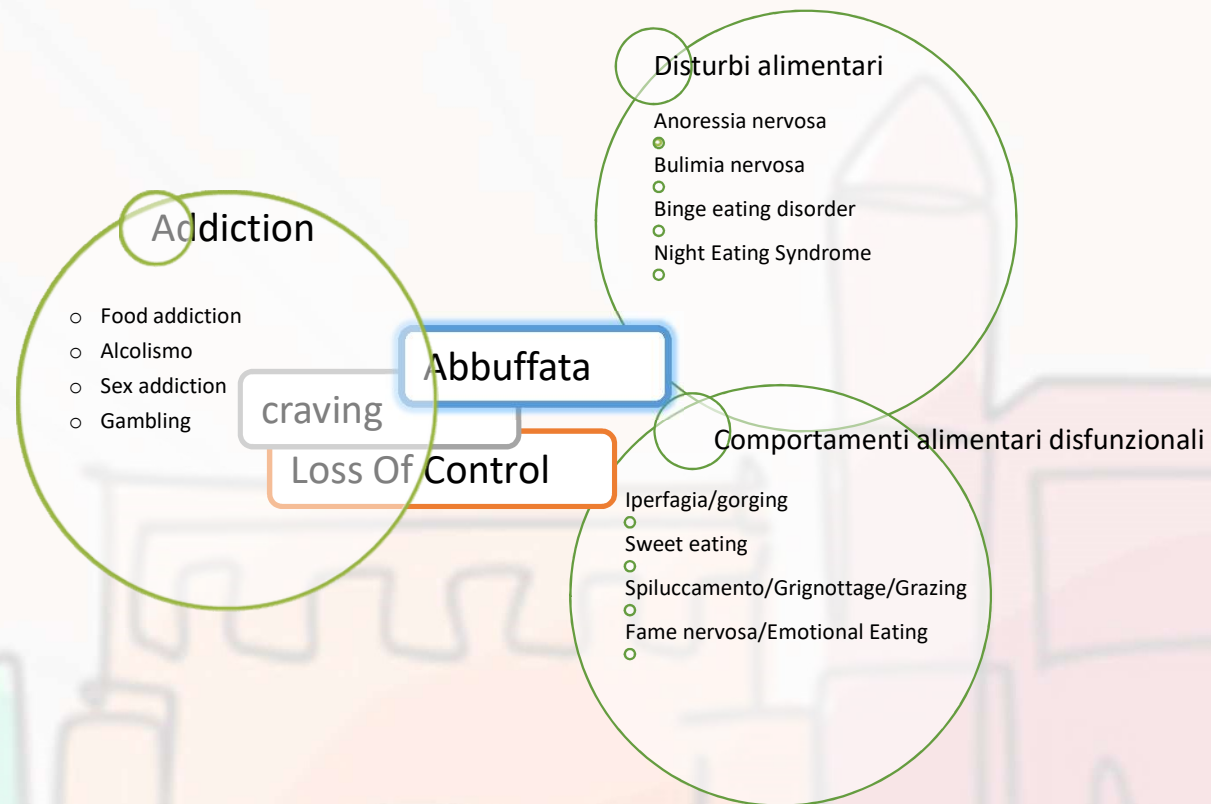 Disturbi alimentari
Anoressia nervosa
Bulimia nervosa
Binge eating disorder
Night Eating Syndrome
Addiction
Food addiction
Alcolismo
Sex addiction
Gambling
Abbuffata
craving
Loss Of Control
Comportamenti alimentari disfunzionali
Iperfagia/gorging
Sweet eating
Spiluccamento/Grignottage/Grazing
Fame nervosa/Emotional Eating